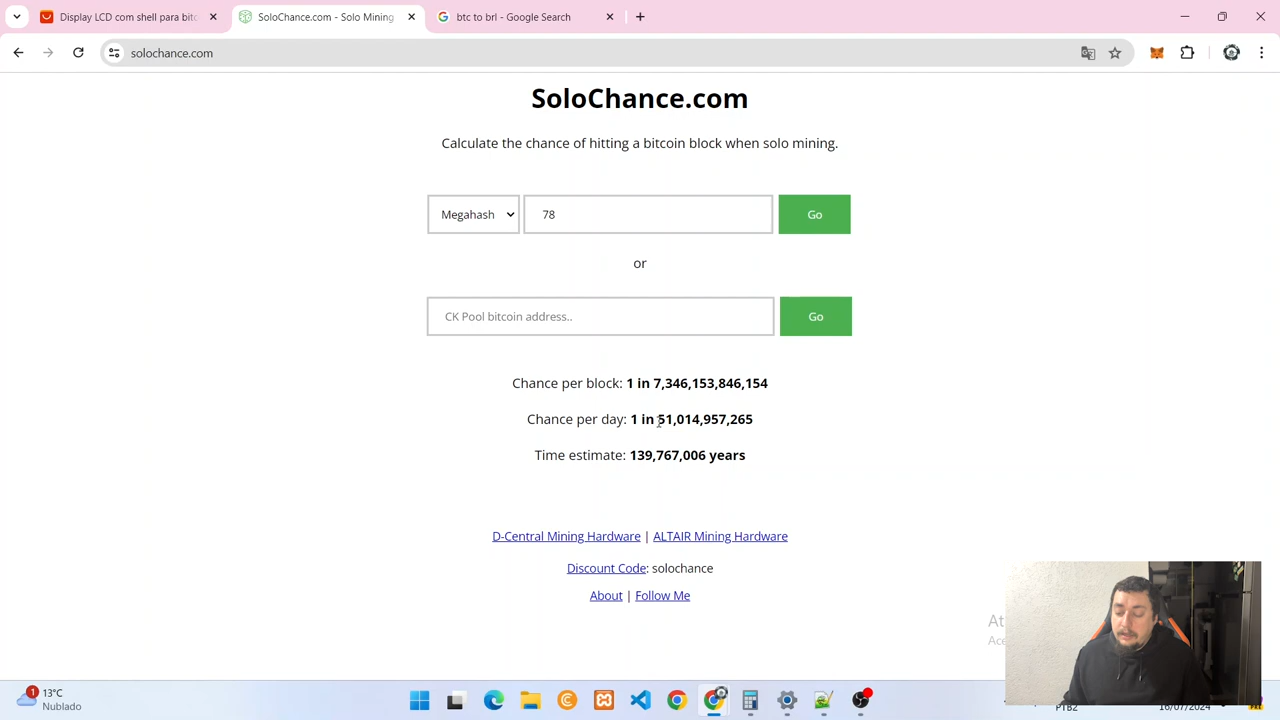 Display LCD com shell para bitc
SoloChance.com - Solo Mining
btc to brl - Google Search
solochance.com
SoloChance.com
Calculate the chance of hitting a bitcoin block when solo mining.
Megahash
78
Go
or
CK Pool bitcoin address..
Go
Chance per block: 1 in 7,346,153,846,154
Chance per day: 1 in 51,014,957,265
Time estimate: 139,767,006 years
D-Central Mining Hardware | ALTAIR Mining Hardware
Discount Code: solochance
About | Follow Me
1
13°C
Nublado
PTB2
16/07/2024